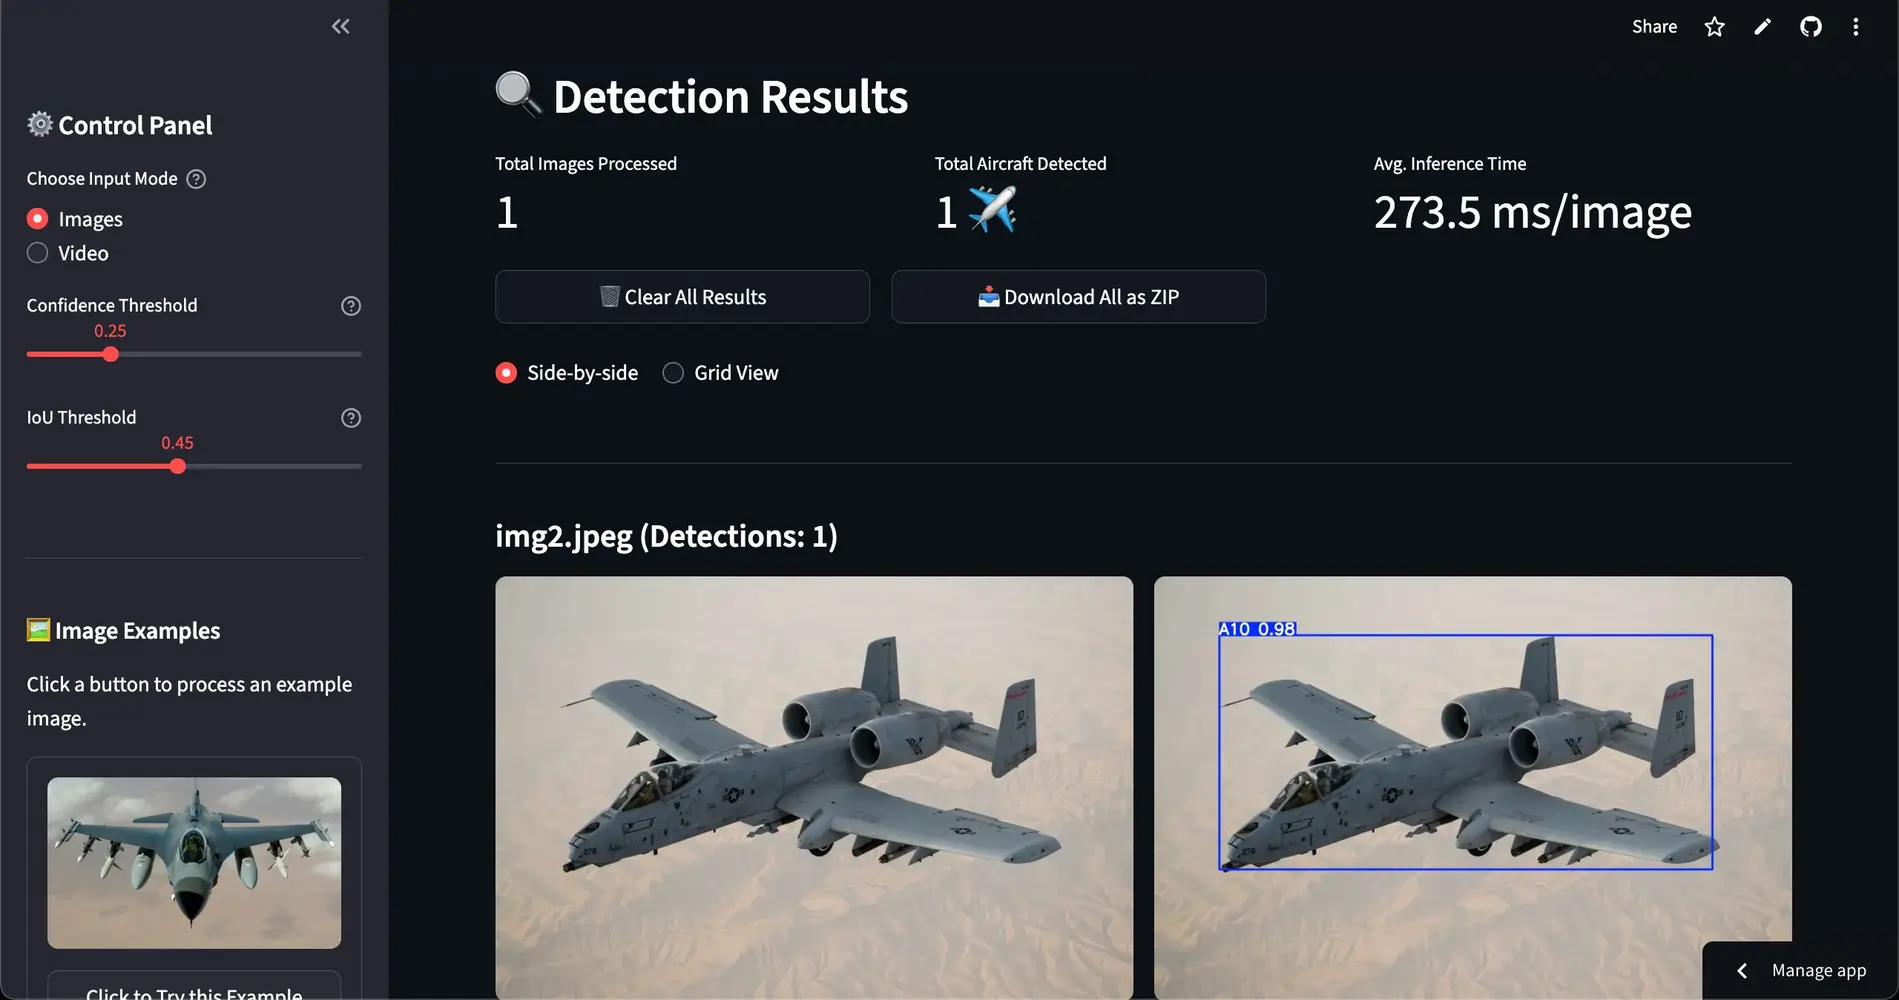 Share
Control Panel
Choose Input Mode
Images
Video
Confidence Threshold
0.25
IoU Threshold
0.45
Image Examples
Click a button to process an example
image.
Click to Try this Example
Detection Results
Total Images Processed
1
Total Aircraft Detected
1
Avg. Inference Time
273.5 ms/image
Clear All Results
Download All as ZIP
Side-by-side
Grid View
img2.jpeg (Detections: 1)
ID
A10 0.98
ID
Manage app